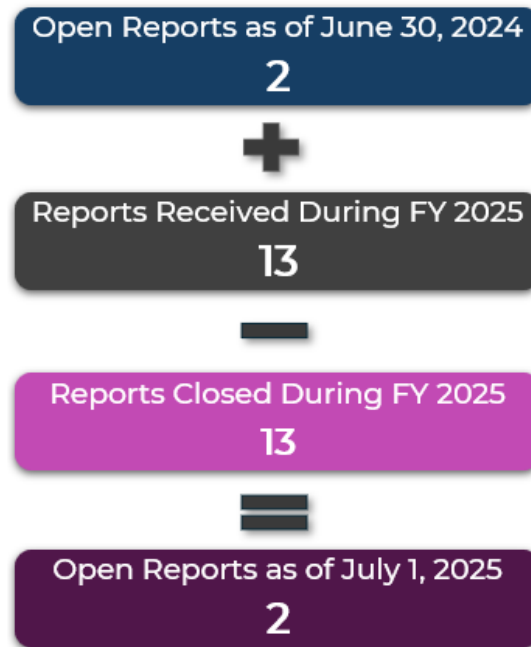 Open Reports as of June 30, 2024
2
+
Reports Received During FY 2025
13
−
Reports Closed During FY 2025
13
=
Open Reports as of July 1, 2025
2